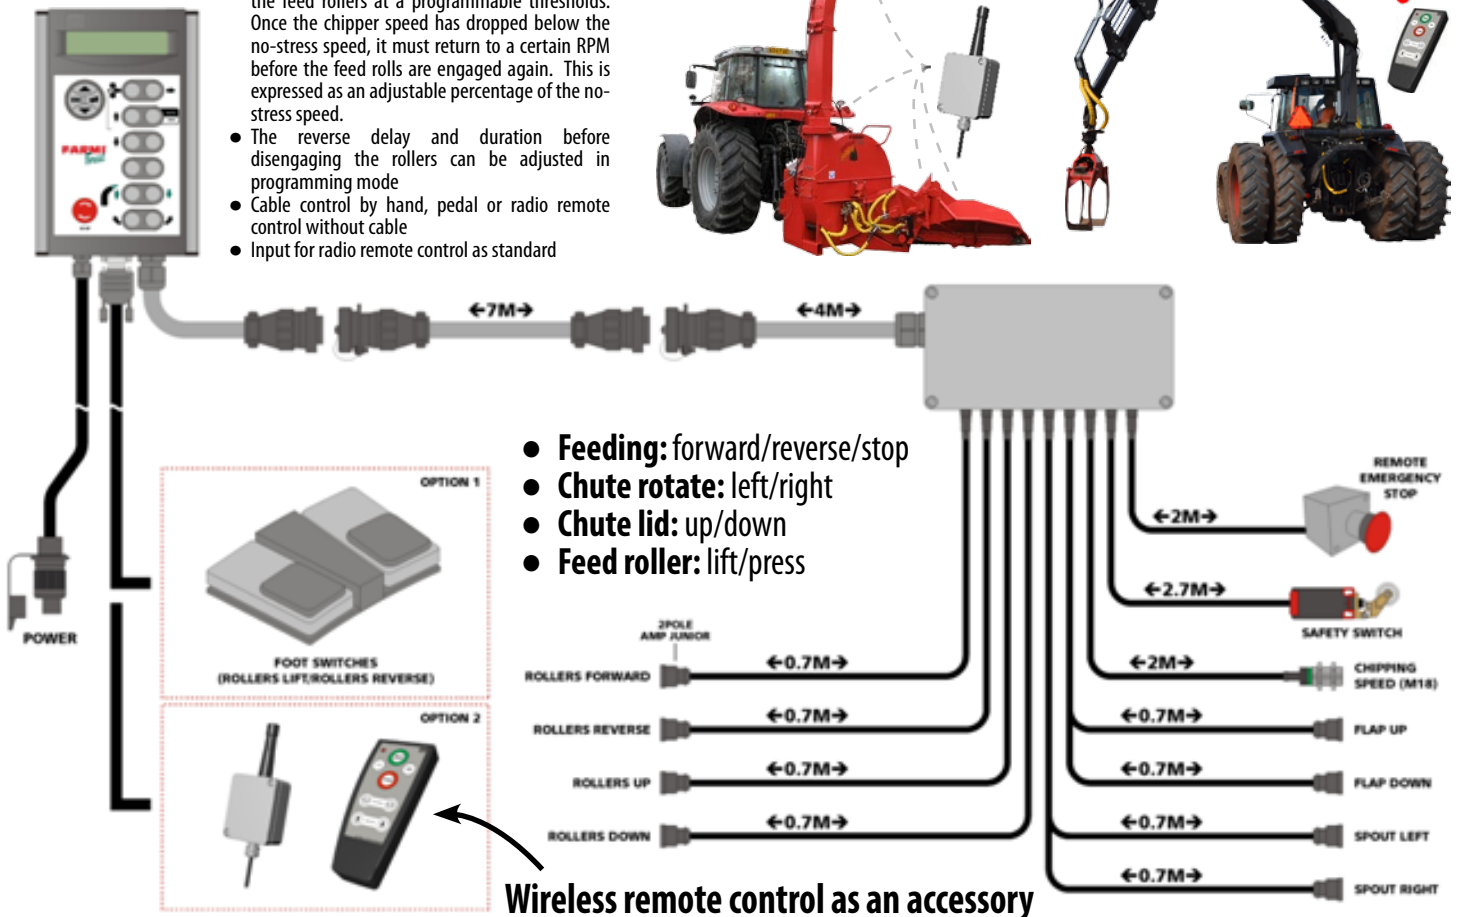 the feed rollers at a programmable thresholds.
Once the chipper speed has dropped below the
no-stress speed, it must return to a certain RPM
before the feed rolls are engaged again. This is
expressed as an adjustable percentage of the no-
stress speed.
● The reverse delay and duration before
disengaging the rollers can be adjusted in
programming mode
● Cable control by hand, pedal or radio remote
control without cable
● Input for radio remote control as standard
FARMI
forest
←7M→
←4M→
● Feeding: forward/reverse/stop
● Chute rotate: left/right
● Chute lid: up/down
● Feed roller: lift/press
POWER
OPTION 1
FOOT SWITCHES
(ROLLERS LIFT/ROLLERS REVERSE)
OPTION 2
Wireless remote control as an accessory
2POLE
AMP JUNIOR
ROLLERS FORWARD
←0.7M→
ROLLERS REVERSE
←0.7M→
ROLLERS UP
←0.7M→
ROLLERS DOWN
←0.7M→
REMOTE
EMERGENCY
STOP
←2M→
←2.7M→
SAFETY SWITCH
←2M→
CHIPPING
SPEED (M18)
←0.7M→
FLAP UP
←0.7M→
FLAP DOWN
←0.7M→
SPOUT LEFT
←0.7M→
SPOUT RIGHT